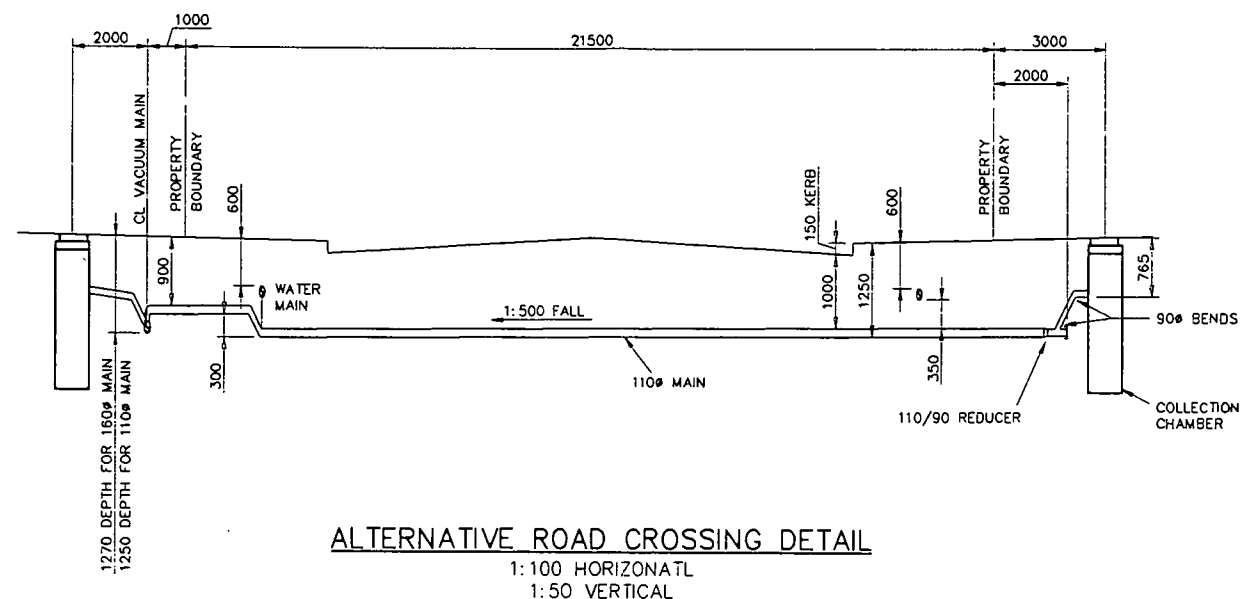 1000
2000
21500
3000
2000
CL VACUUM MAIN
PROPERTY
BOUNDARY
600
150 KERB
600
PROPERTY
BOUNDARY
900
WATER
MAIN
1:500 FALL
1000
1250
765
300
110ø MAIN
350
90ø BENDS
110/90 REDUCER
COLLECTION
CHAMBER
1270 DEPTH FOR 160ø MAIN
1250 DEPTH FOR 110ø MAIN
ALTERNATIVE ROAD CROSSING DETAIL
1:100 HORIZONATL
1:50 VERTICAL